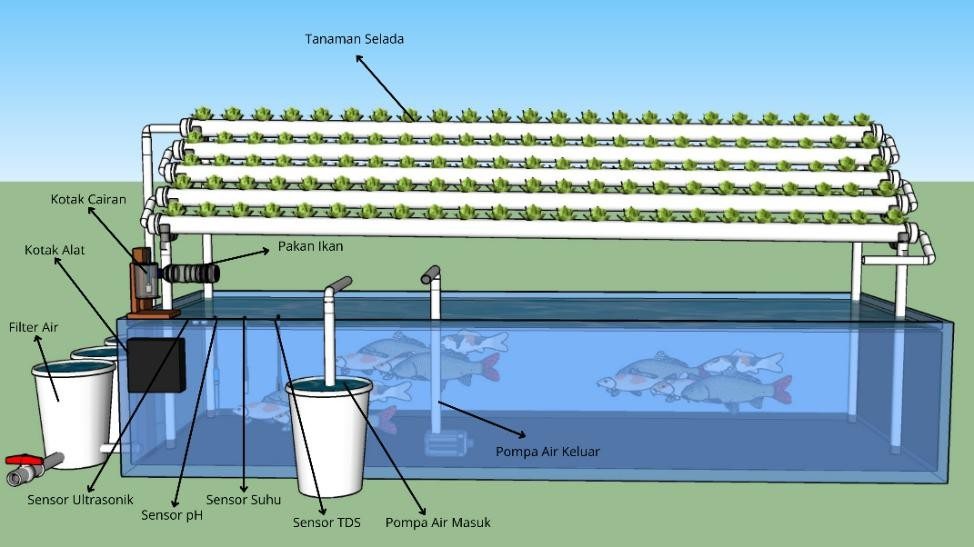 Tanaman Selada
Kotak Cairan
Pakan Ikan
Kotak Alat
Filter Air
Pompa Air Keluar
Sensor Ultrasonik
Sensor Suhu
Sensor pH
Sensor TDS
Pompa Air Masuk